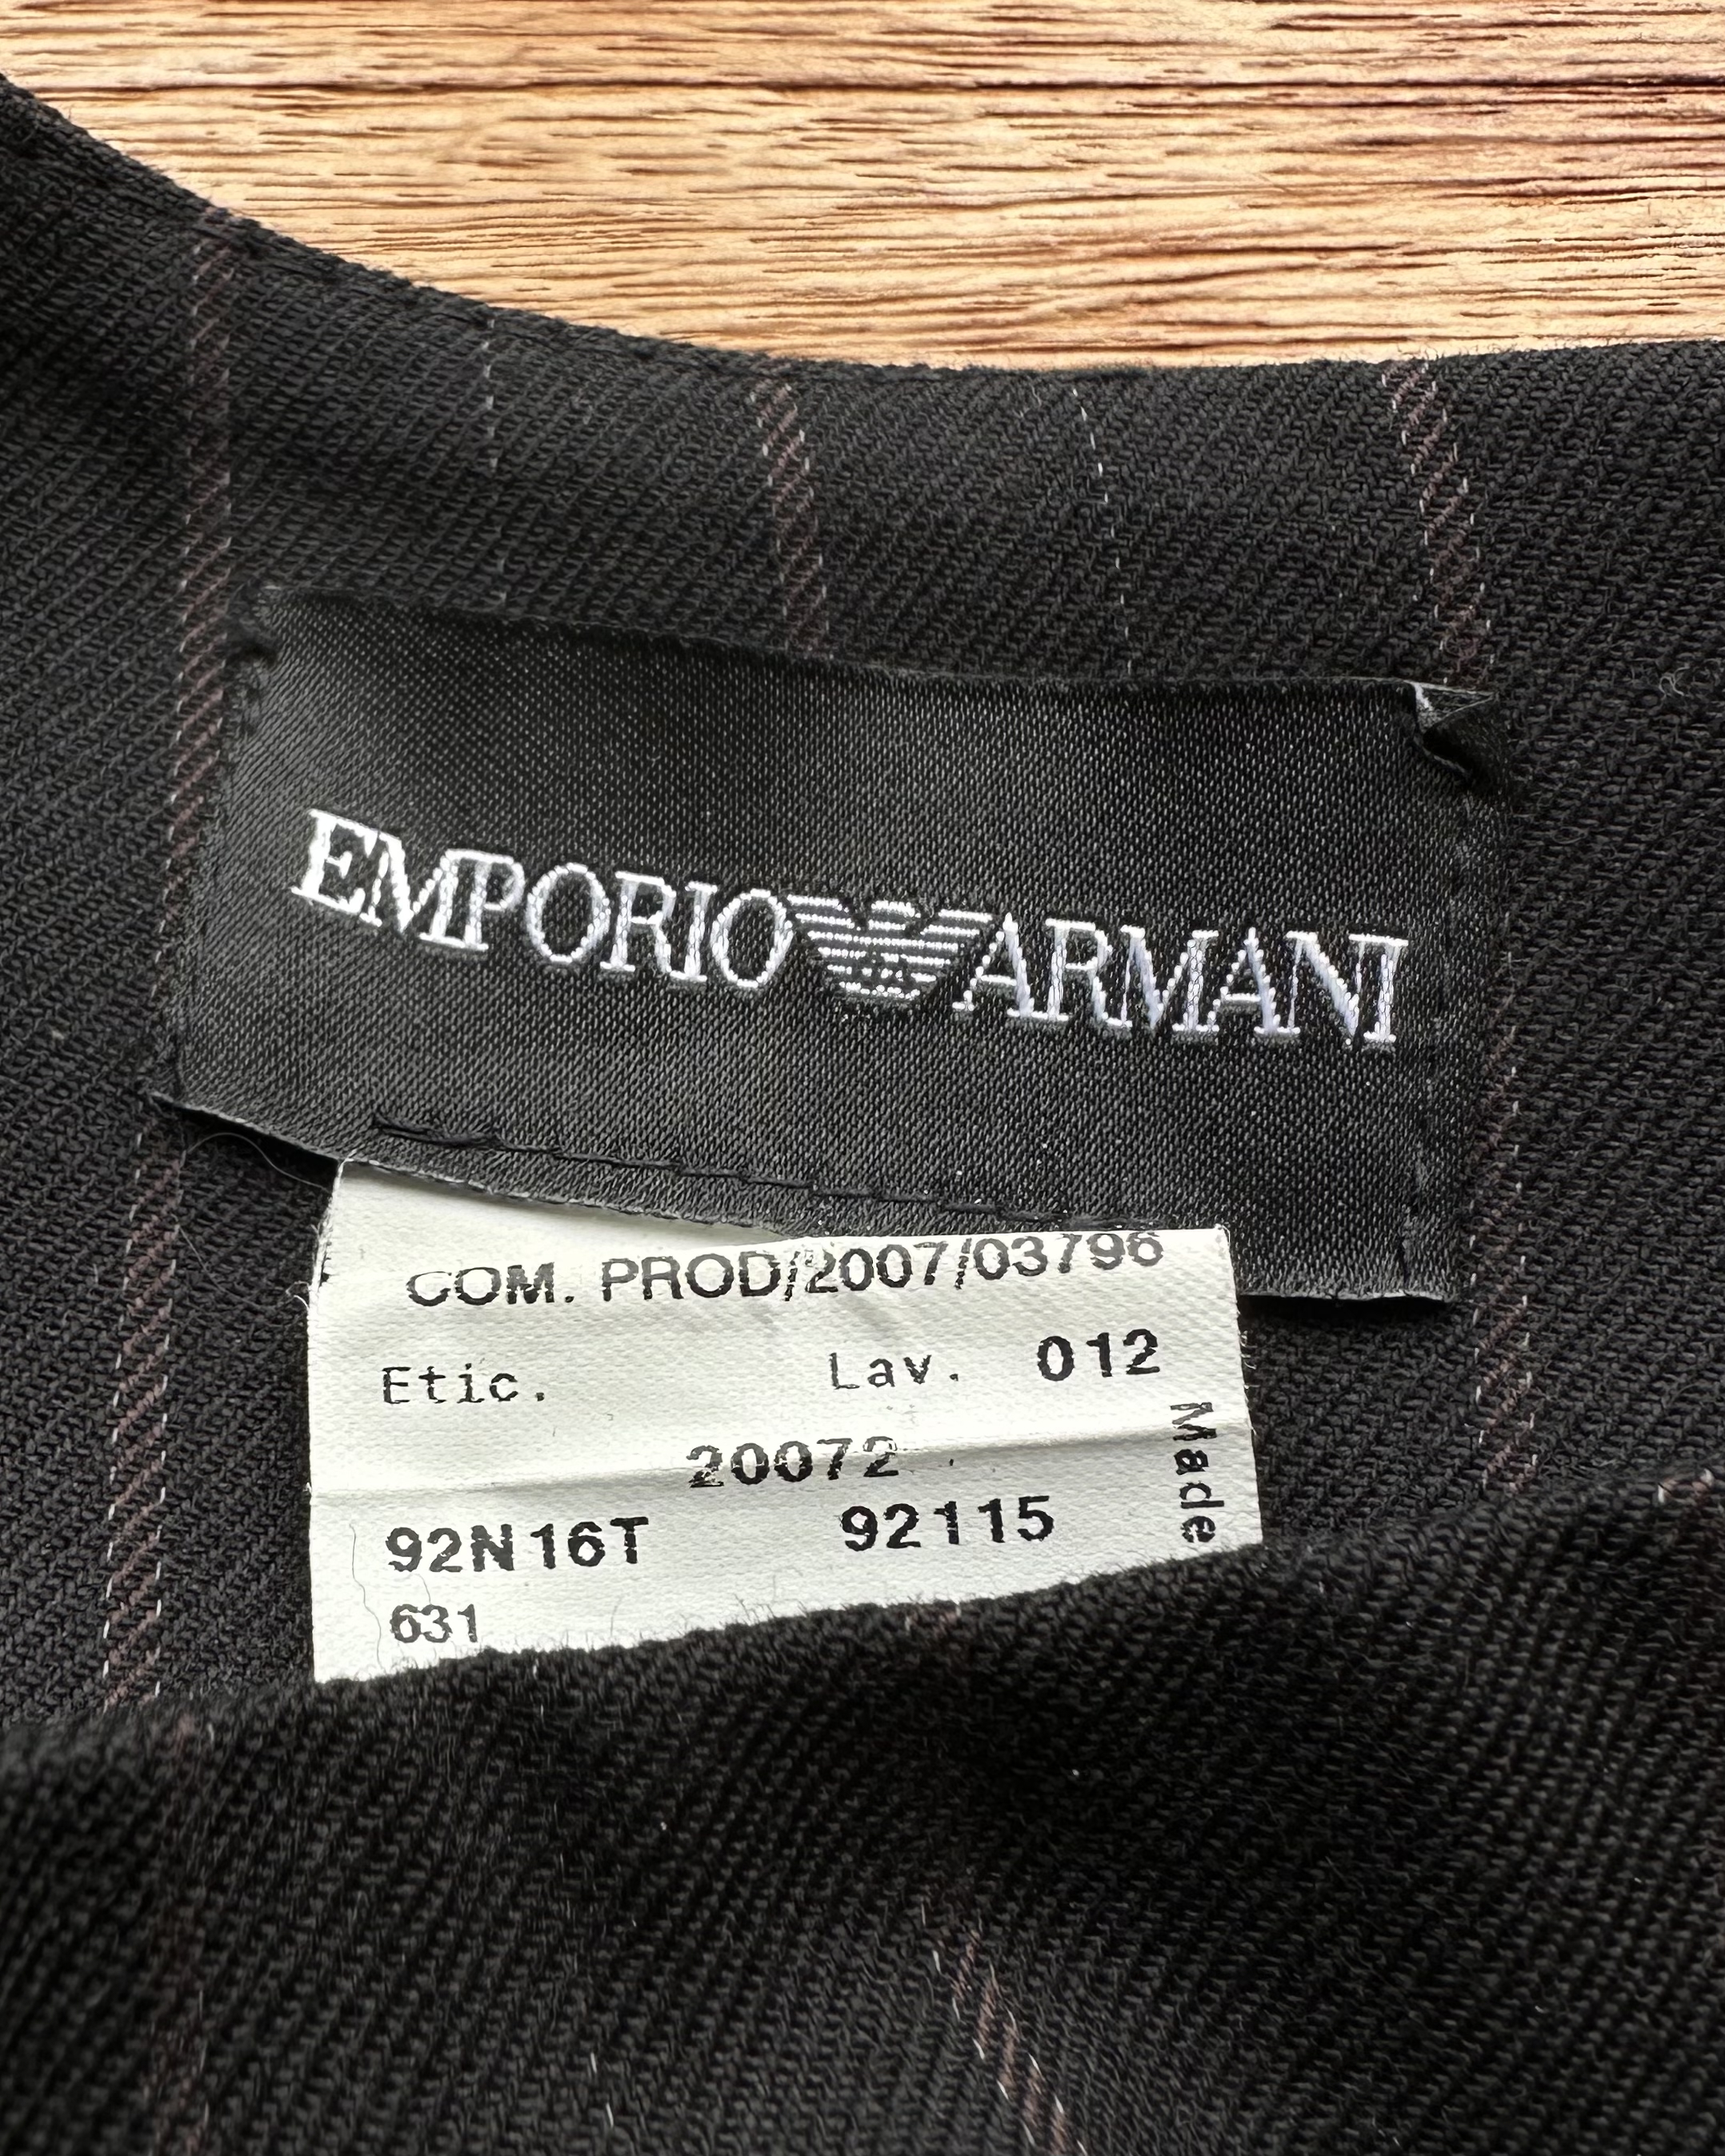 EMPORIO ARMANI
COM. PROD/2007/03796
Etic. Lav. 012
20072
92N16T 92115
631
Made